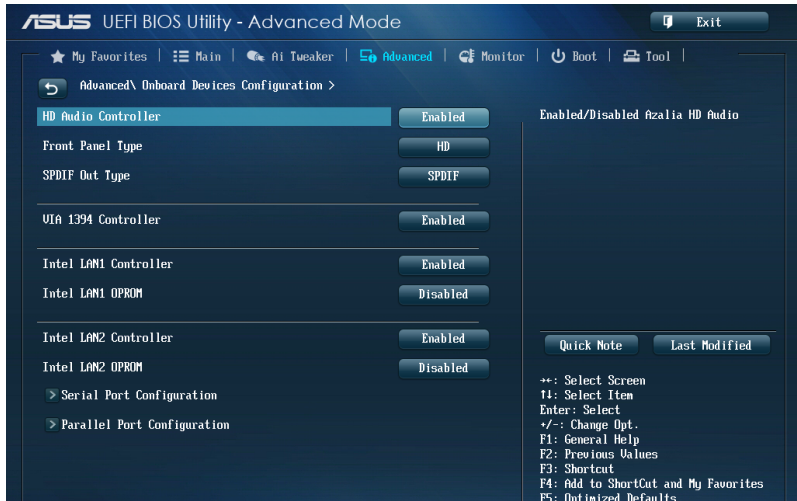 ASUS UEFI BIOS Utility - Advanced Mode
Exit
My Favorites | Main | Ai Tweaker | Advanced | Monitor | Boot | Tool |
Advanced\ Onboard Devices Configuration >
HD Audio Controller Enabled
Enabled/Disabled Azalia HD Audio
Front Panel Type HD
SPDIF Out Type SPDIF
VIA 1394 Controller Enabled
Intel LAN1 Controller Enabled
Intel LAN1 OPROM Disabled
Intel LAN2 Controller Enabled
Intel LAN2 OPROM Disabled
> Serial Port Configuration
> Parallel Port Configuration
Quick Note Last Modified
→←: Select Screen
↑↓: Select Item
Enter: Select
+/-: Change Opt.
F1: General Help
F2: Previous Values
F3: Shortcut
F4: Add to ShortCut and My Favorites
F5: Optimized Defaults